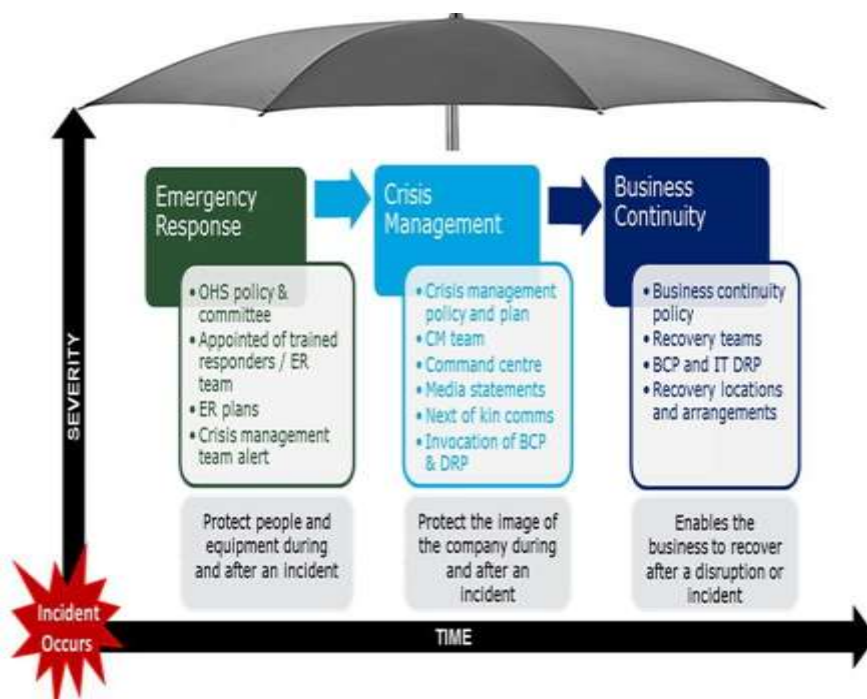 Emergency
Response
Crisis
Management
Business
Continuity
• OHS policy &
committee
• Appointed of trained
responders / ER
team
• ER plans
• Crisis management
team alert
• Crisis management
policy and plan
• CM team
• Command centre
• Media statements
• Next of kin comms
• Invocation of BCP
& DRP
• Business continuity
policy
• Recovery teams
• BCP and IT DRP
• Recovery locations
and arrangements
Protect people and
equipment during
and after an incident
Protect the image of
the company during
and after an
incident
Enables the
business to recover
after a disruption or
incident
SEVERITY
Incident
Occurs
TIME